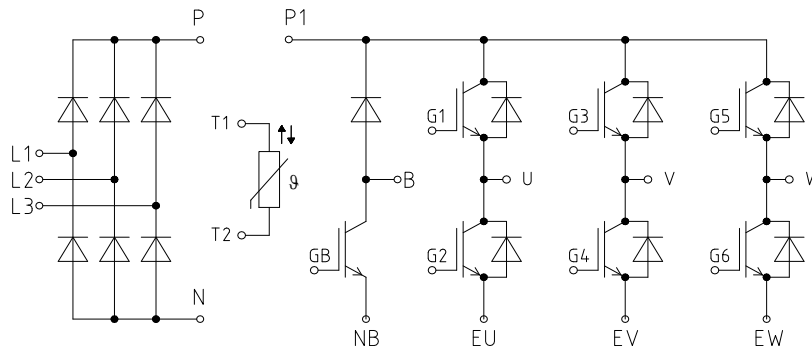 P P1
T1 G1 G3 G5
L1
L2 B U V W
L3 ϑ
T2 GB G2 G4 G6
N
NB EU EV EW